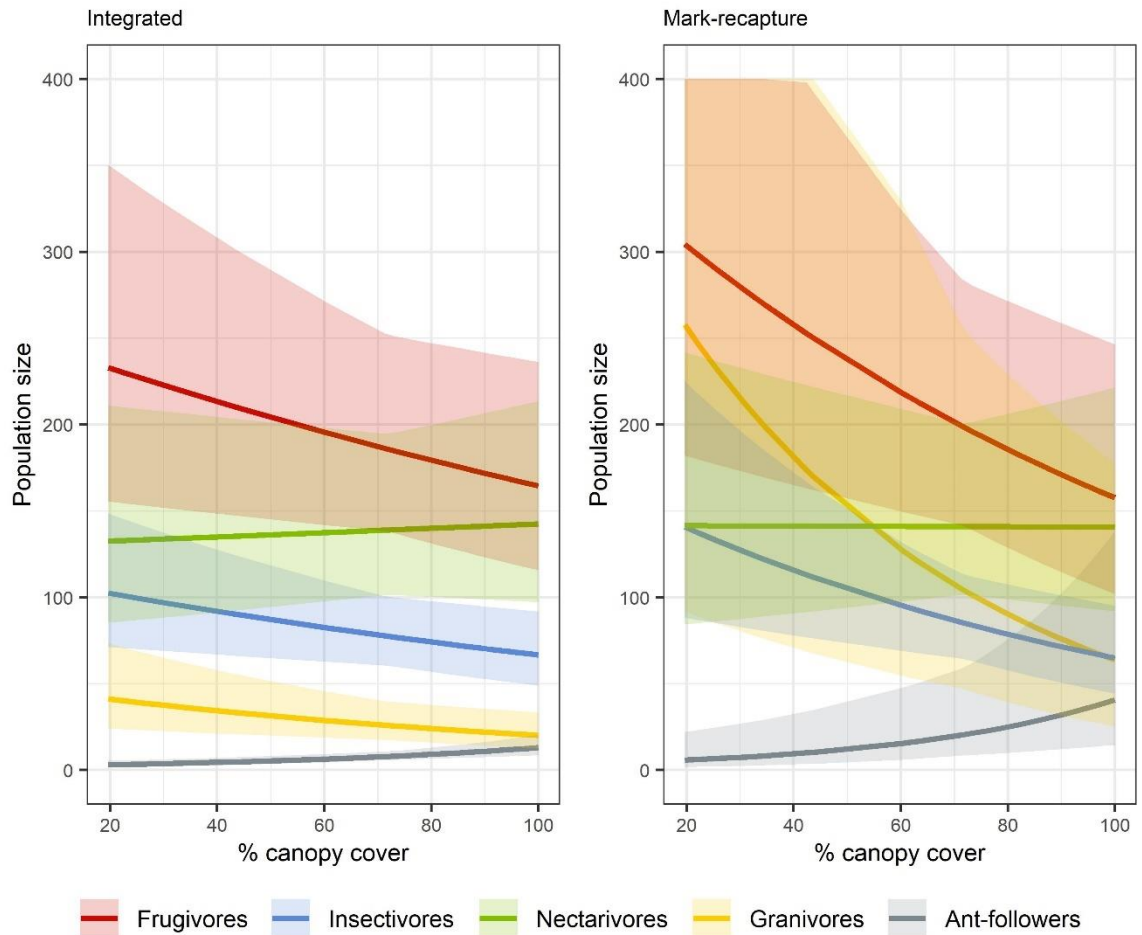 Integrated
Mark-recapture
400
300
200
100
0
Population size
20 40 60 80 100
% canopy cover
400
300
200
100
0
Population size
20 40 60 80 100
% canopy cover
Frugivores Insectivores Nectarivores Granivores Ant-followers